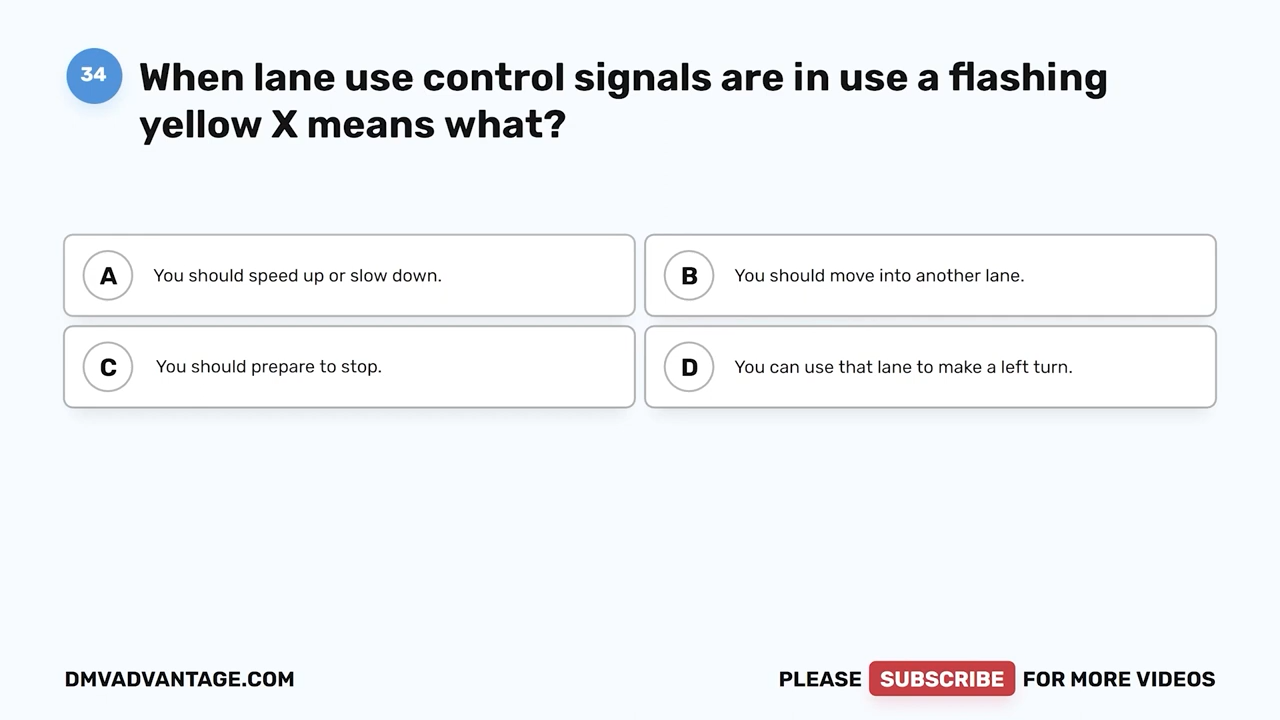 34
When lane use control signals are in use a flashing
yellow X means what?
A You should speed up or slow down.
B You should move into another lane.
C You should prepare to stop.
D You can use that lane to make a left turn.
DMVADVANTAGE.COM
PLEASE SUBSCRIBE FOR MORE VIDEOS